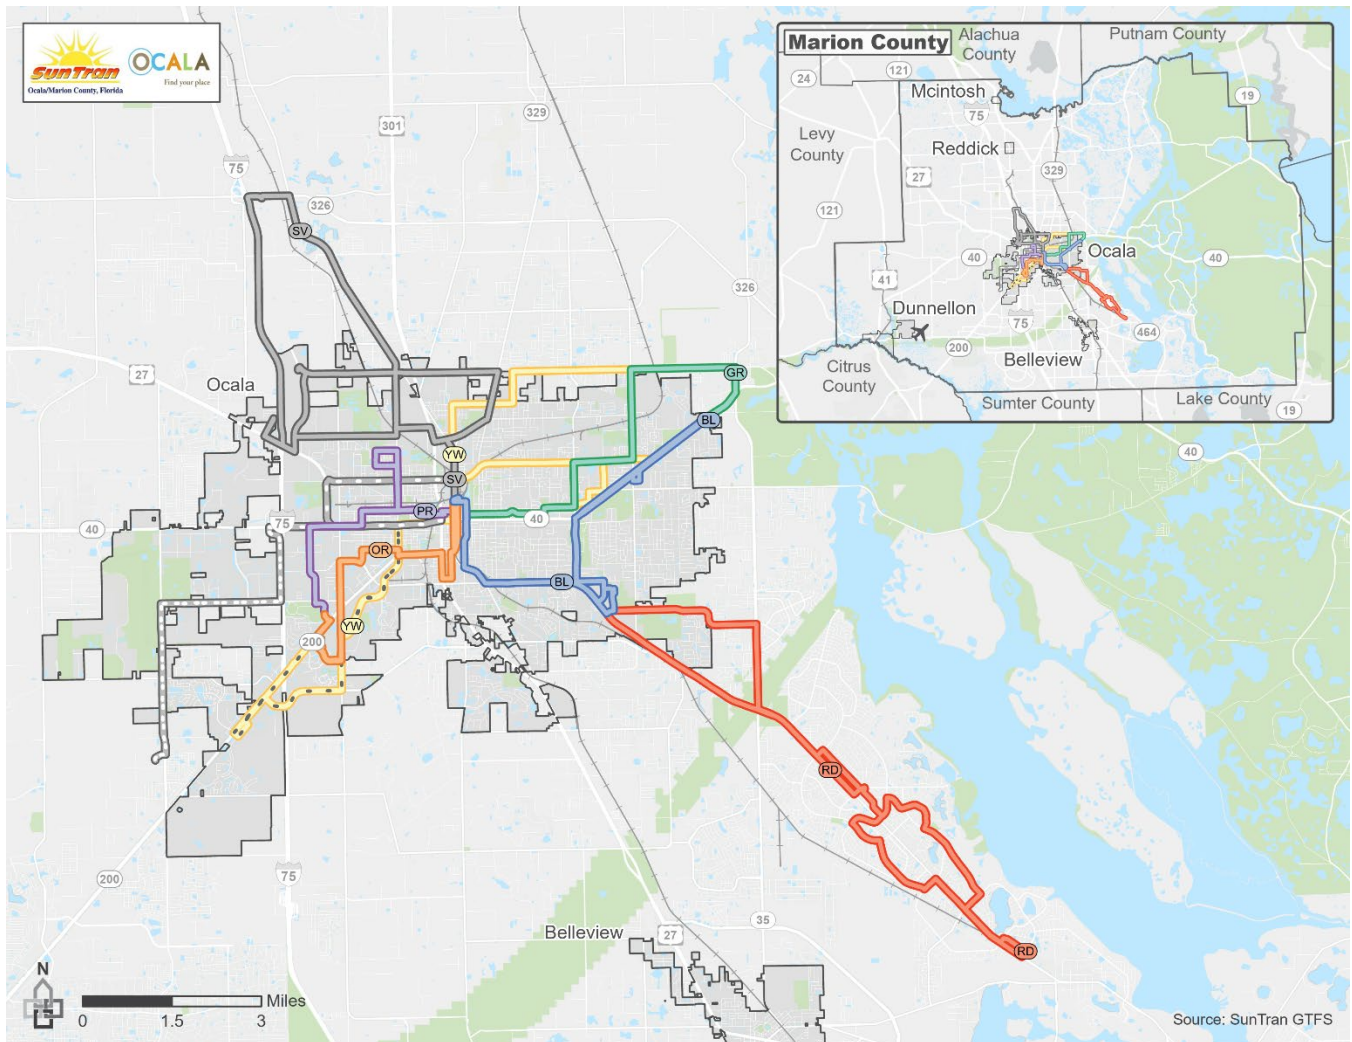 SunTran
Ocala/Marion County, Florida
OCALA
Find your place
Marion County
Alachua
County
Putnam County
24
121
Mcintosh
75
19
Levy
County
Reddick
329
27
121
Ocala
40
40
41
Dunnellon
75
464
200
Belleview
Citrus
County
Sumter County
Lake County
19
329
301
75
326
SV
326
27
GR
Ocala
BL
YW
40
SV
PR
75
40
40
OR
BL
YW
200
RD
200
75
35
Belleview
27
RD
N
Miles
0
1.5
3
Source: SunTran GTFS